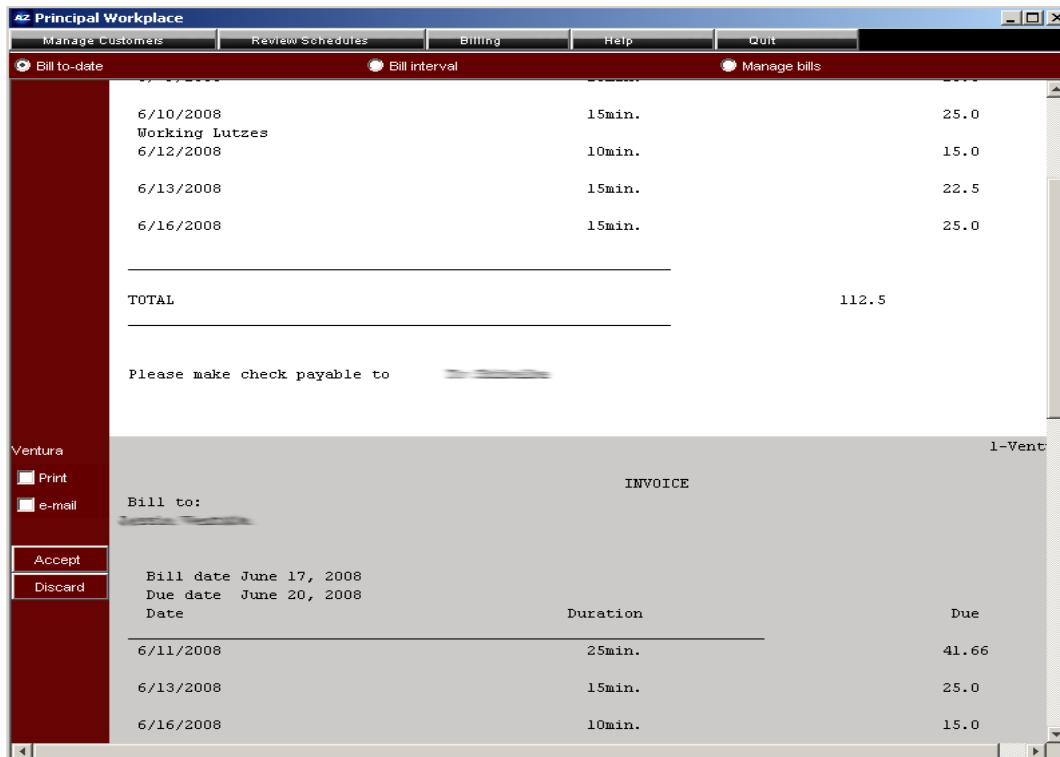 AZ Principal Workplace
Manage Customers Review Schedules Billing Help Quit
Bill to-date Bill interval Manage bills
6/10/2008 15min. 25.0
Working Lutzes
6/12/2008 10min. 15.0
6/13/2008 15min. 22.5
6/16/2008 15min. 25.0
TOTAL 112.5
Please make check payable to
Ventura
1-Vent
Print
INVOICE
e-mail
Bill to:
Accept
Discard
Bill date June 17, 2008
Due date June 20, 2008
Date Duration Due
6/11/2008 25min. 41.66
6/13/2008 15min. 25.0
6/16/2008 10min. 15.0